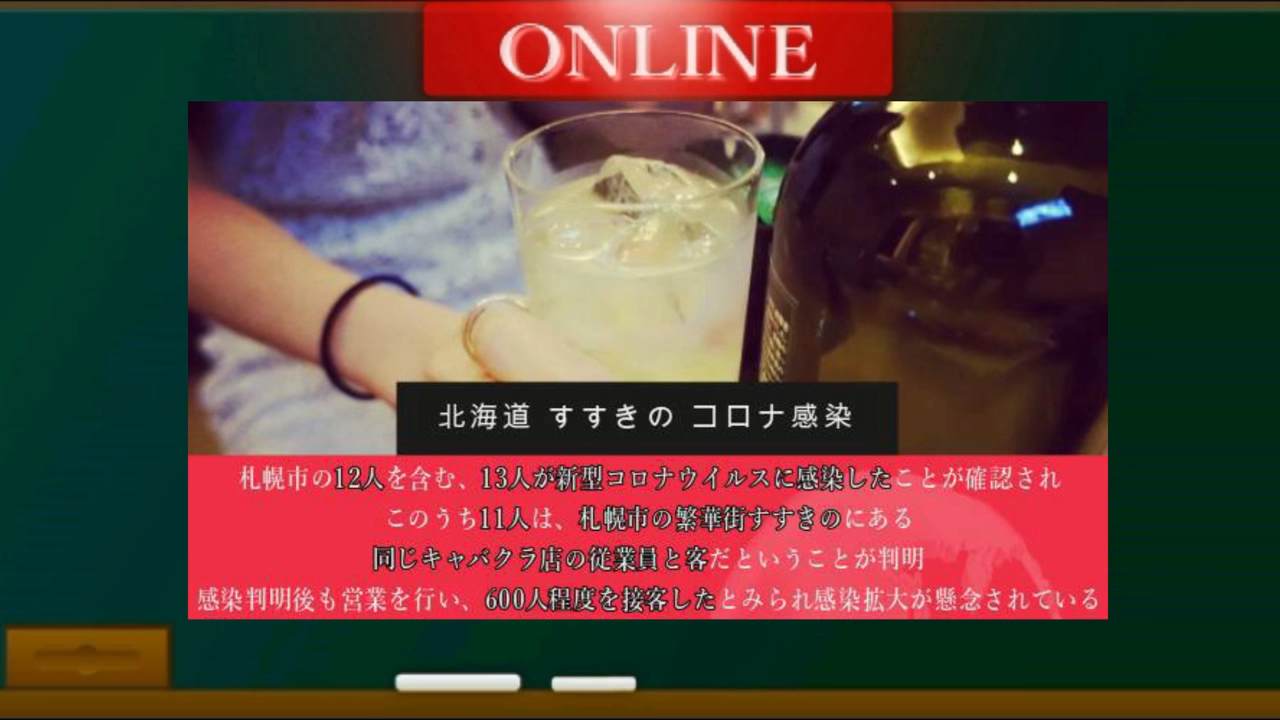 ONLINE
北海道 すすきの コロナ感染
札幌市の12人を含む、13人が新型コロナウイルスに感染したことが確認され
このうち11人は、札幌市の繁華街すすきのにある
同じキャバクラ店の従業員と客だということが判明
感染判明後も営業を行い、600人程度を接客したとみられ感染拡大が懸念されている